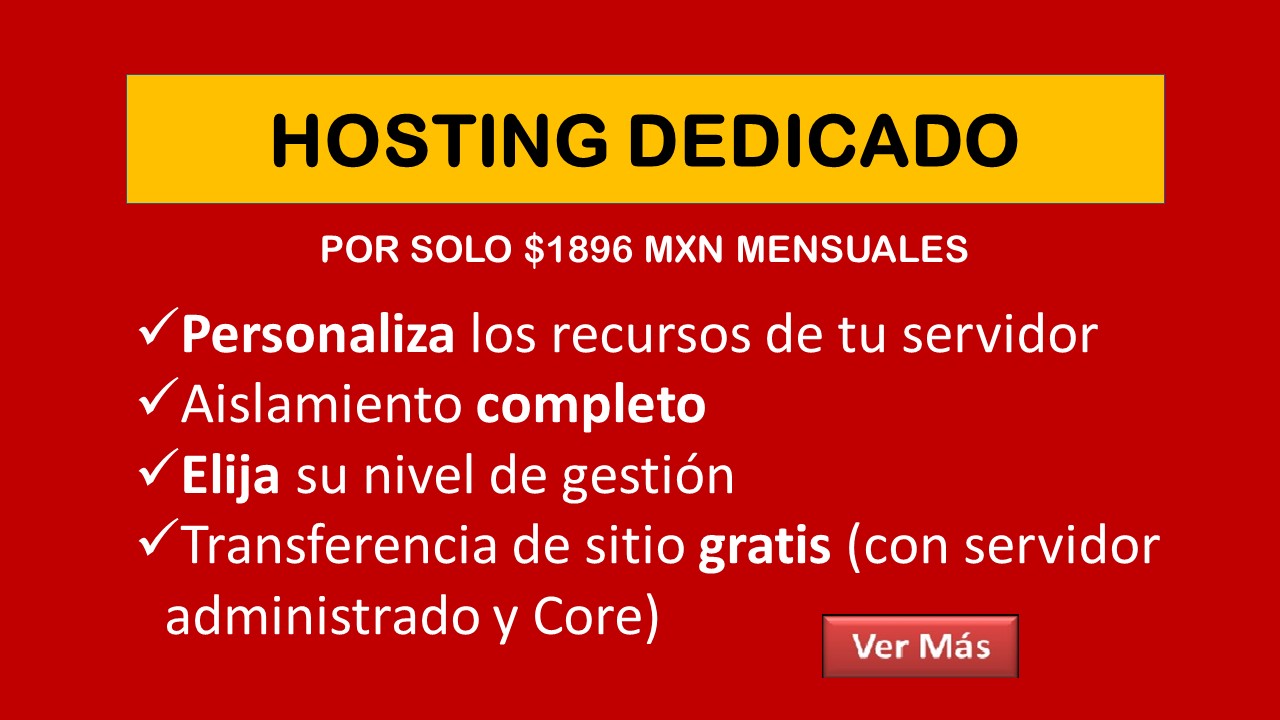 HOSTING DEDICADO
POR SOLO $1896 MXN MENSUALES
✓Personaliza los recursos de tu servidor
✓Aislamiento completo
✓Elija su nivel de gestión
✓Transferencia de sitio gratis (con servidor
administrado y Core)
Ver Más